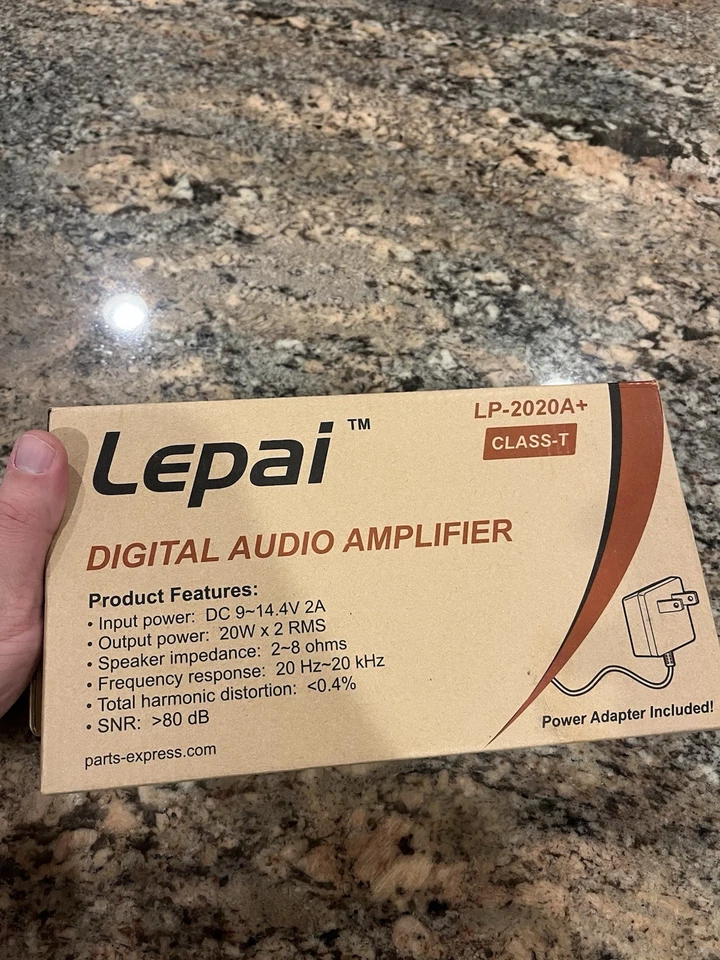 Lepai™
LP-2020A+
CLASS-T
DIGITAL AUDIO AMPLIFIER
Product Features:
• Input power: DC 9~14.4V 2A
• Output power: 20W x 2 RMS
• Speaker impedance: 2~8 ohms
• Frequency response: 20 Hz~20 kHz
• Total harmonic distortion: <0.4%
• SNR: >80 dB
parts-express.com
Power Adapter Included!